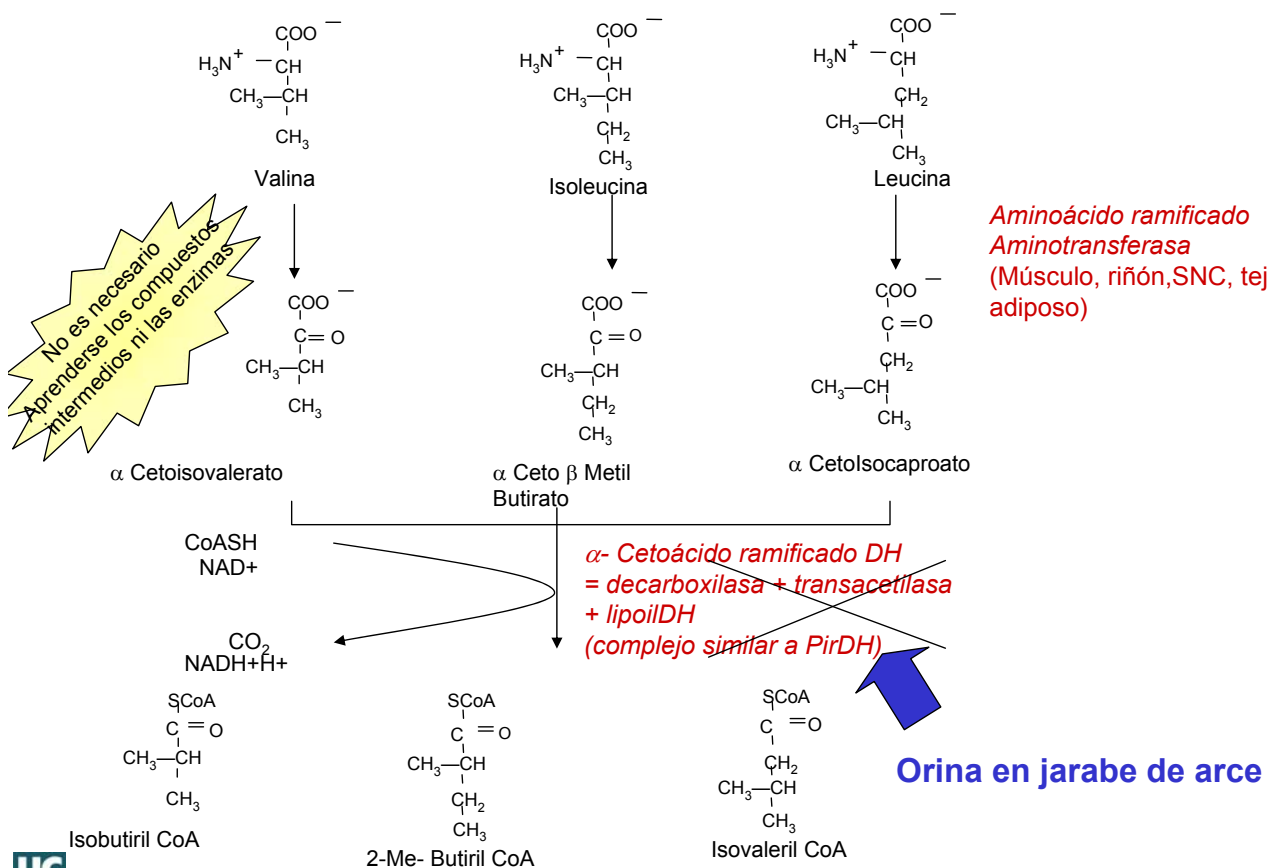 COO —
H3N+ —CH
CH3—CH
CH3
Valina
COO —
H3N+ —CH
CH3—CH
CH2
CH3
Isoleucina
COO —
H3N+ —CH
CH2
CH3—CH
CH3
Leucina
No es necesario
Aprenderse los compuestos
intermedios ni las enzimas
Aminoácido ramificado
Aminotransferasa
(Músculo, riñón,SNC, tej
adiposo)
COO —
C=O
CH3—CH
CH3
α Cetoisovalerato
COO —
C = O
CH3—CH
CH2
CH3
α Ceto β Metil
Butirato
COO —
C =O
CH2
CH3—CH
CH3
α CetoIsocaproato
CoASH
NAD+
CO2
NADH+H+
α- Cetoácido ramificado DH
= decarboxilasa + transacetilasa
+ lipoilDH
(complejo similar a PirDH)
Orina en jarabe de arce
SCoA
C =O
CH3—CH
CH3
Isobutiril CoA
SCoA
C =O
CH3—CH
CH2
CH3
2-Me- Butiril CoA
SCoA
C =O
CH2
CH3—CH
CH3
Isovaleril CoA
UC